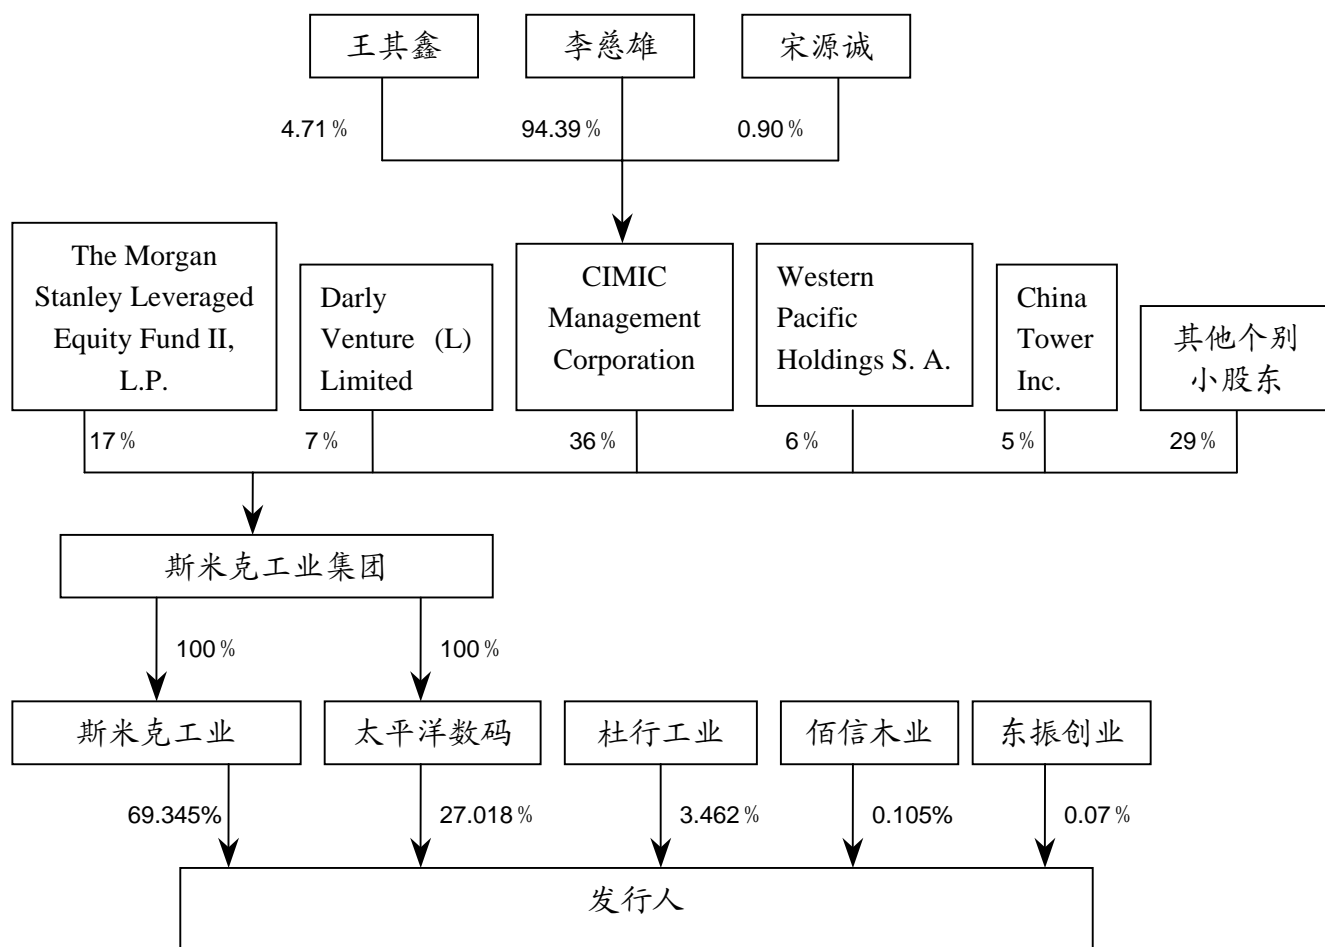 王其鑫
李慈雄
宋源诚
4.71%
94.39%
0.90%
The Morgan
Stanley Leveraged
Equity Fund II,
L.P.
Darly
Venture (L)
Limited
CIMIC
Management
Corporation
Western
Pacific
Holdings S. A.
China
Tower
Inc.
其他个别
小股东
17%
7%
36%
6%
5%
29%
斯米克工业集团
100%
100%
斯米克工业
太平洋数码
杜行工业
佰信木业
东振创业
69.345%
27.018%
3.462%
0.105%
0.07%
发行人